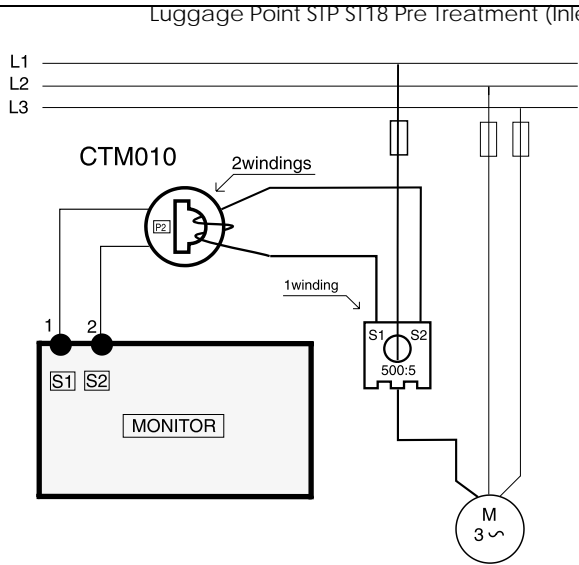 Luggage Point STP ST18 Pre Treatment (Inle
L1
L2
L3
CTM010
2windings
P2
1winding
S1 S2
500:5
1 2
S1 S2
MONITOR
M
3